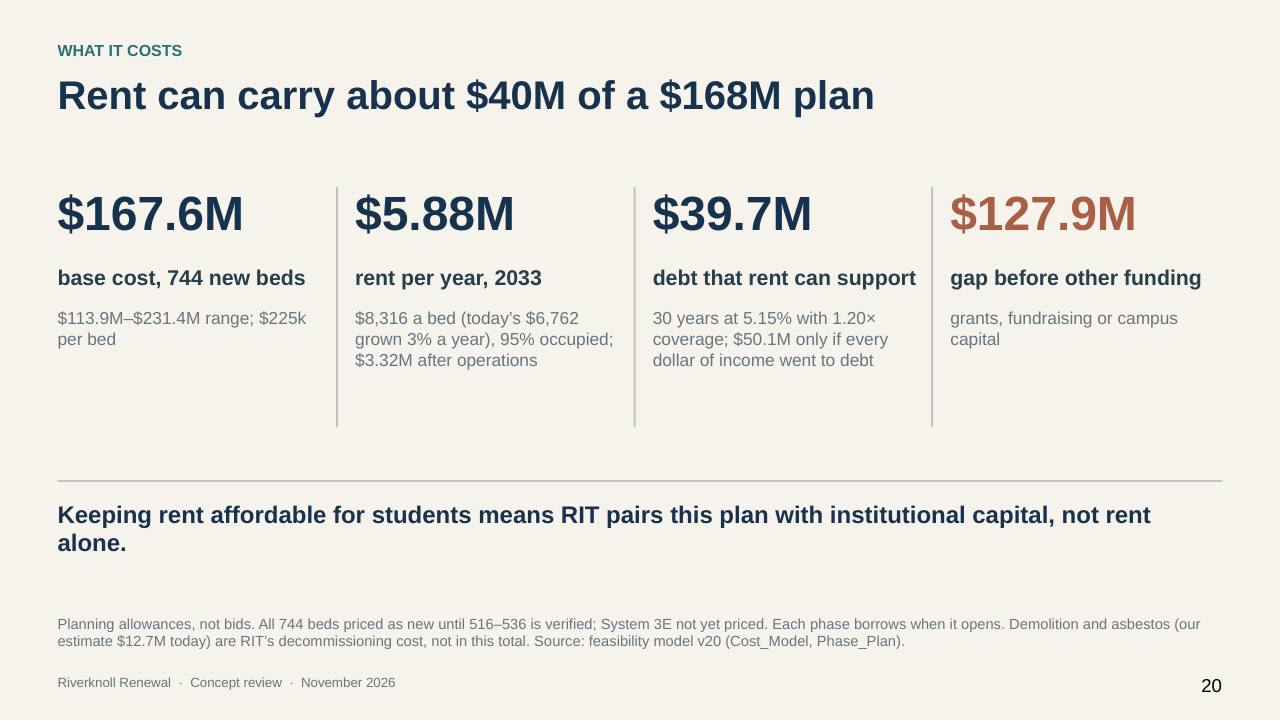 WHAT IT COSTS
Rent can carry about $40M of a $168M plan
$167.6M
base cost, 744 new beds
$113.9M–$231.4M range; $225k
per bed
$5.88M
rent per year, 2033
$8,316 a bed (today’s $6,762
grown 3% a year), 95% occupied;
$3.32M after operations
$39.7M
debt that rent can support
30 years at 5.15% with 1.20×
coverage; $50.1M only if every
dollar of income went to debt
$127.9M
gap before other funding
grants, fundraising or campus
capital
Keeping rent affordable for students means RIT pairs this plan with institutional capital, not rent
alone.
Planning allowances, not bids. All 744 beds priced as new until 516–536 is verified; System 3E not yet priced. Each phase borrows when it opens. Demolition and asbestos (our
estimate $12.7M today) are RIT’s decommissioning cost, not in this total. Source: feasibility model v20 (Cost_Model, Phase_Plan).
Riverknoll Renewal · Concept review · November 2026
20